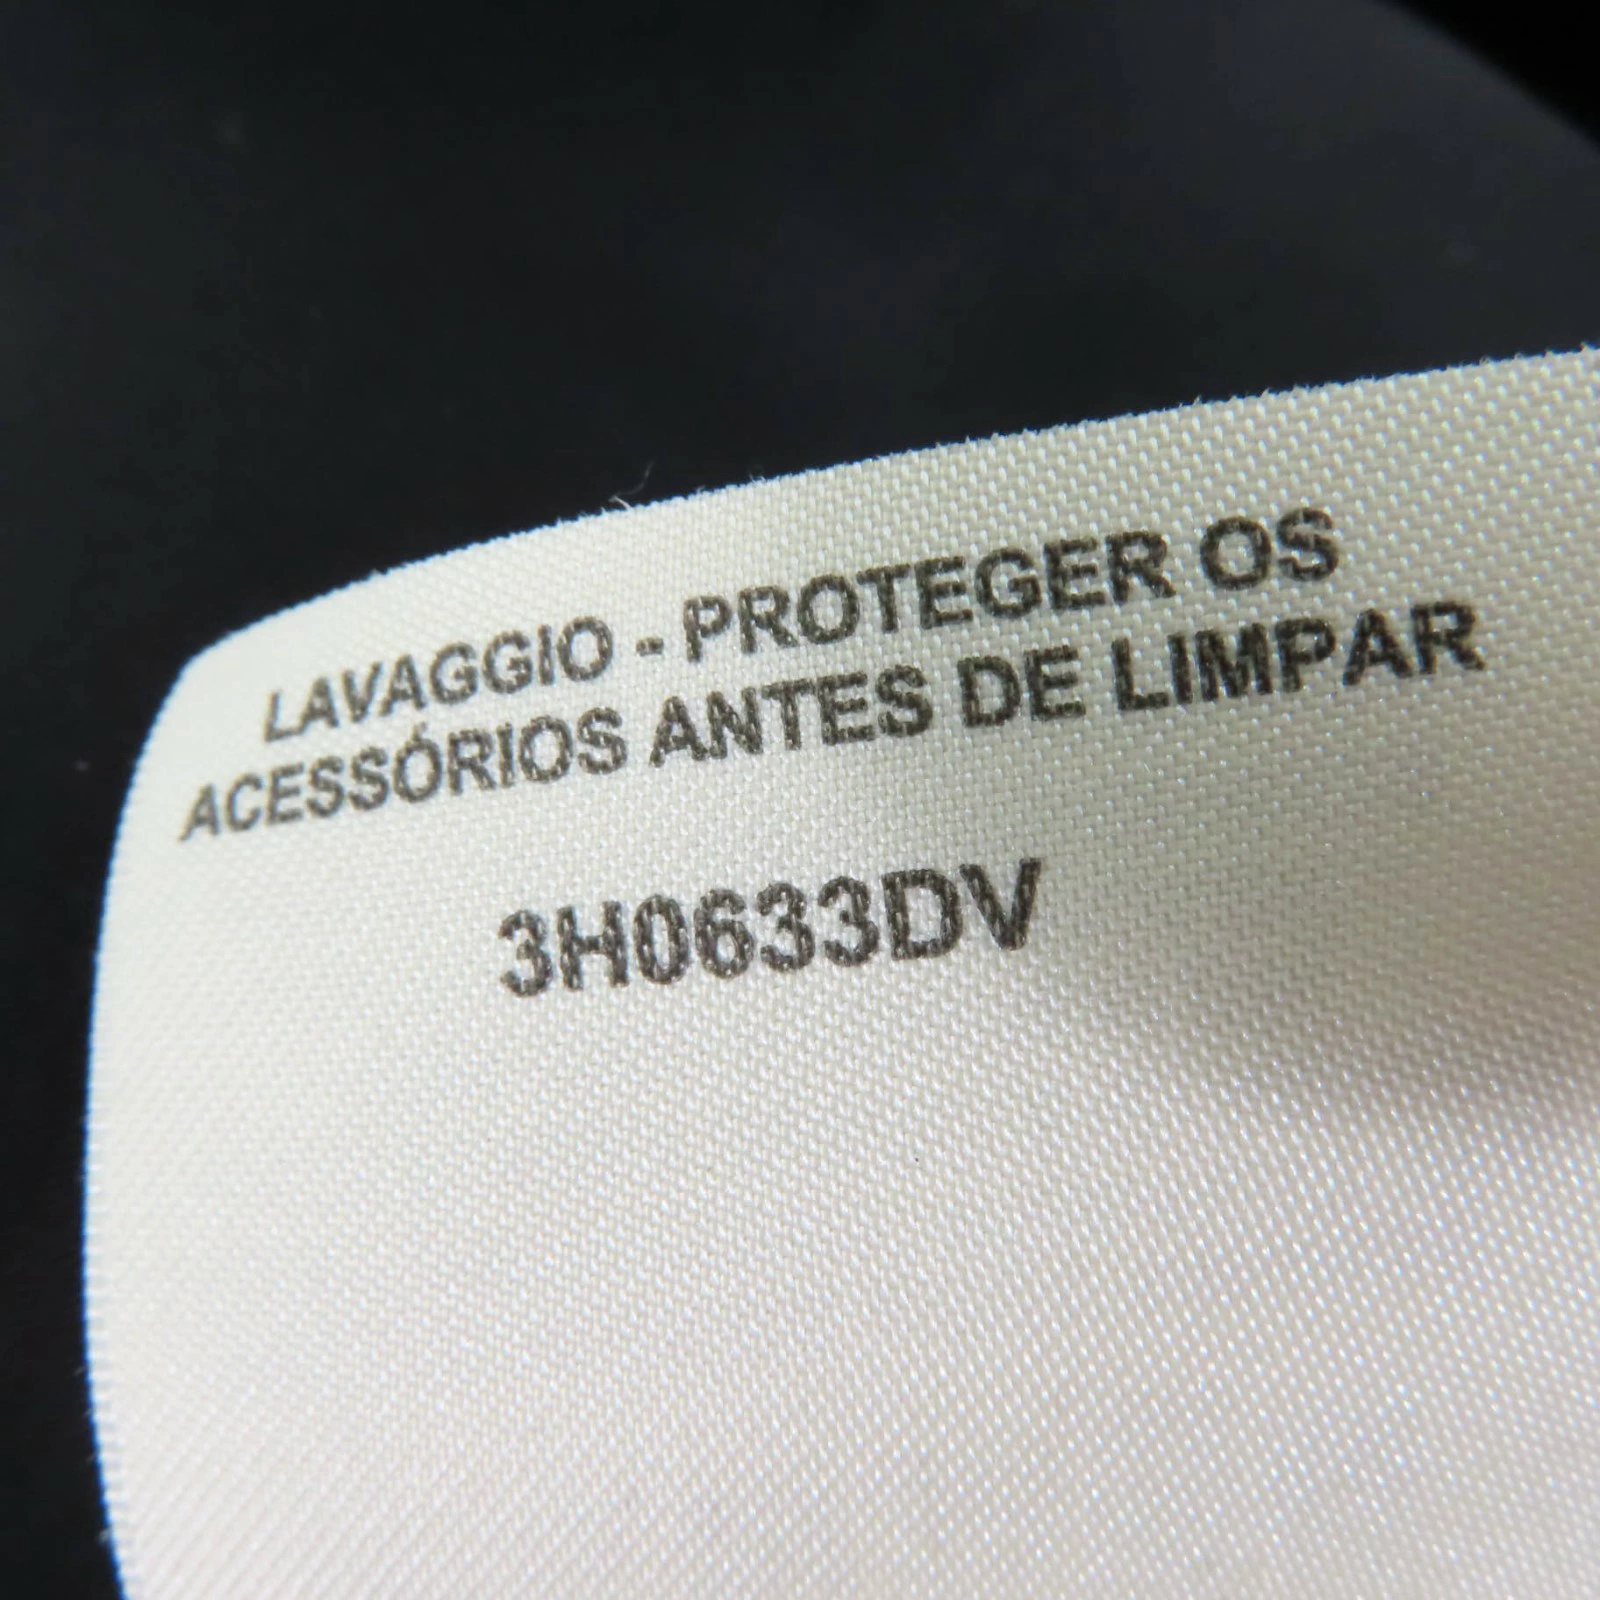 LAVAGGIO - PROTEGER OS
ACESSÓRIOS ANTES DE LIMPAR
3H0633DV